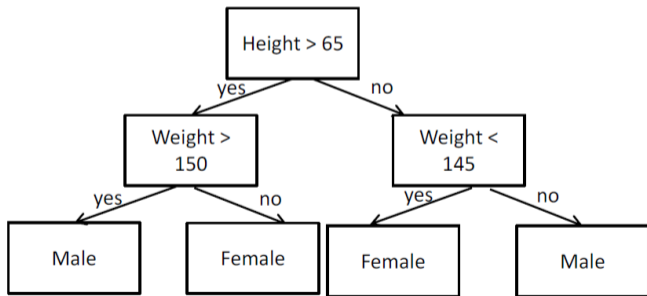 Height > 65
yes
no
Weight >
150
Weight <
145
yes
no
yes
no
Male
Female
Female
Male